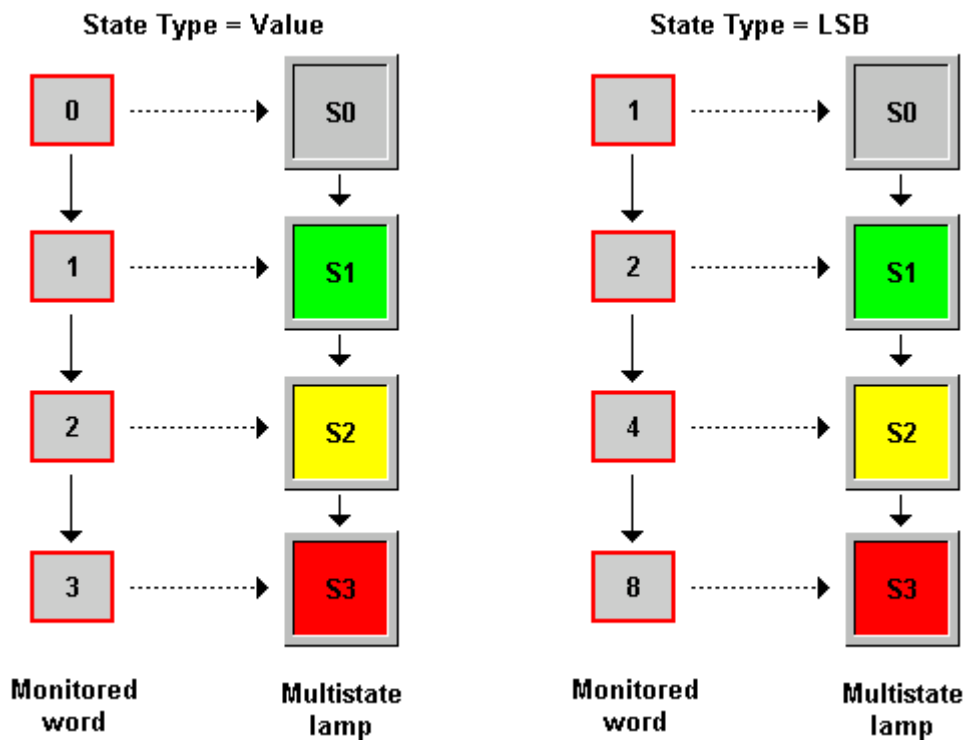 State Type = Value
State Type = LSB
0
S0
1
S0
1
S1
2
S1
2
S2
4
S2
3
S3
8
S3
Monitored
word
Multistate
lamp
Monitored
word
Multistate
lamp